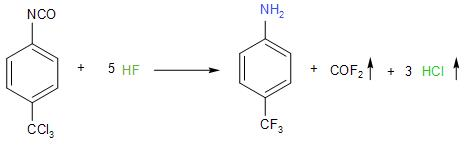 NCO
NH2
+ 5 HF + COF2 + 3 HCl
CCl3
CF3